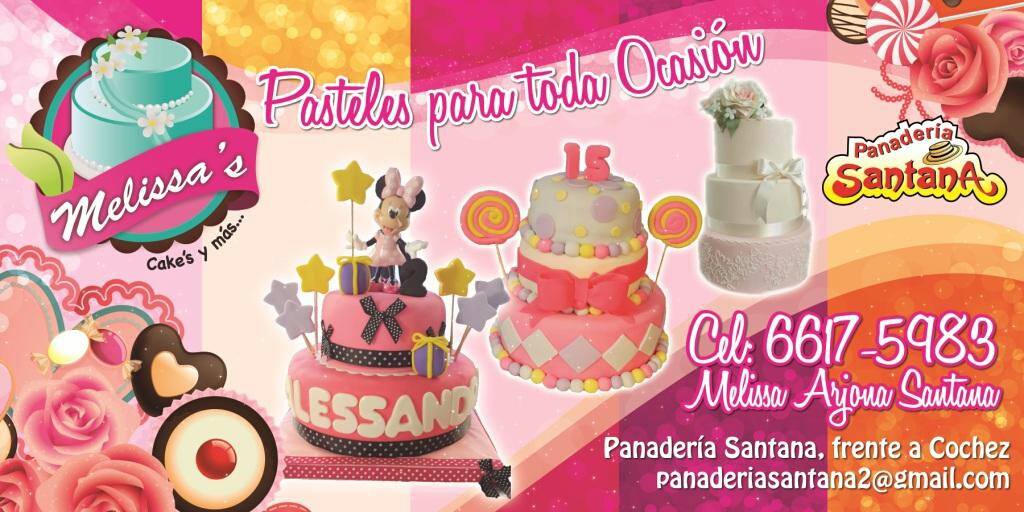 Pasteles para toda Ocasión
Melissa's
Cake's y más...
Panadería
Santana
15
2
LESSAND
Cel: 6617-5983
Melissa Arjona Santana
Panadería Santana, frente a Cochez
panaderiasantana2@gmail.com